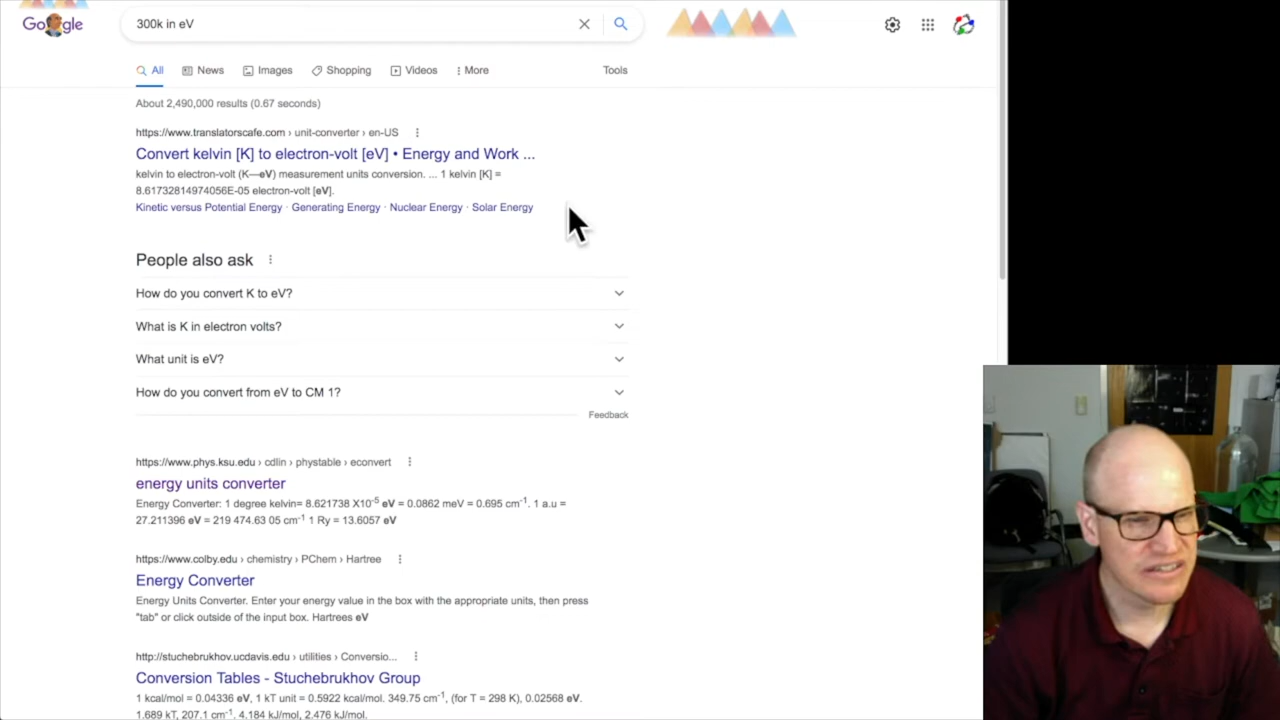 Google
300k in eV
All
News
Images
Shopping
Videos
More
Tools
About 2,490,000 results (0.67 seconds)
https://www.translatorscafe.com › unit-converter › en-US
Convert kelvin [K] to electron-volt [eV] • Energy and Work ...
kelvin to electron-volt (K—eV) measurement units conversion. ... 1 kelvin [K] =
8.61732814974056E-05 electron-volt [eV].
Kinetic versus Potential Energy · Generating Energy · Nuclear Energy · Solar Energy
People also ask
How do you convert K to eV?
What is K in electron volts?
What unit is eV?
How do you convert from eV to CM 1?
Feedback
https://www.phys.ksu.edu › cdlin › phystable › econvert
energy units converter
Energy Converter: 1 degree kelvin= 8.621738 X10-5 eV = 0.0862 meV = 0.695 cm-1. 1 a.u =
27.211396 eV = 219 474.63 05 cm-1 1 Ry = 13.6057 eV
https://www.colby.edu › chemistry › PChem › Hartree
Energy Converter
Energy Units Converter. Enter your energy value in the box with the appropriate units, then press
"tab" or click outside of the input box. Hartrees eV
http://stuchebrukhov.ucdavis.edu › utilities › Conversio...
Conversion Tables - Stuchebrukhov Group
1 kcal/mol = 0.04336 eV, 1 kT unit = 0.5922 kcal/mol. 349.75 cm-1, (for T = 298 K), 0.02568 eV.
1.689 kT, 207.1 cm-1. 4.184 kJ/mol, 2.476 kJ/mol.